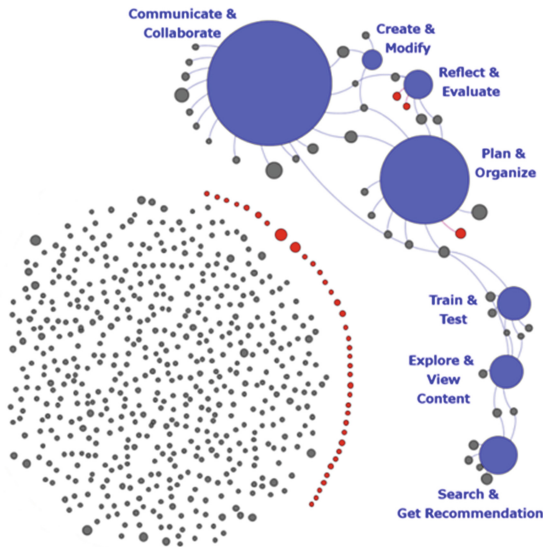 Communicate &
Collaborate
Create &
Modify
Reflect &
Evaluate
Plan &
Organize
Train &
Test
Explore &
View
Content
Search &
Get Recommendation